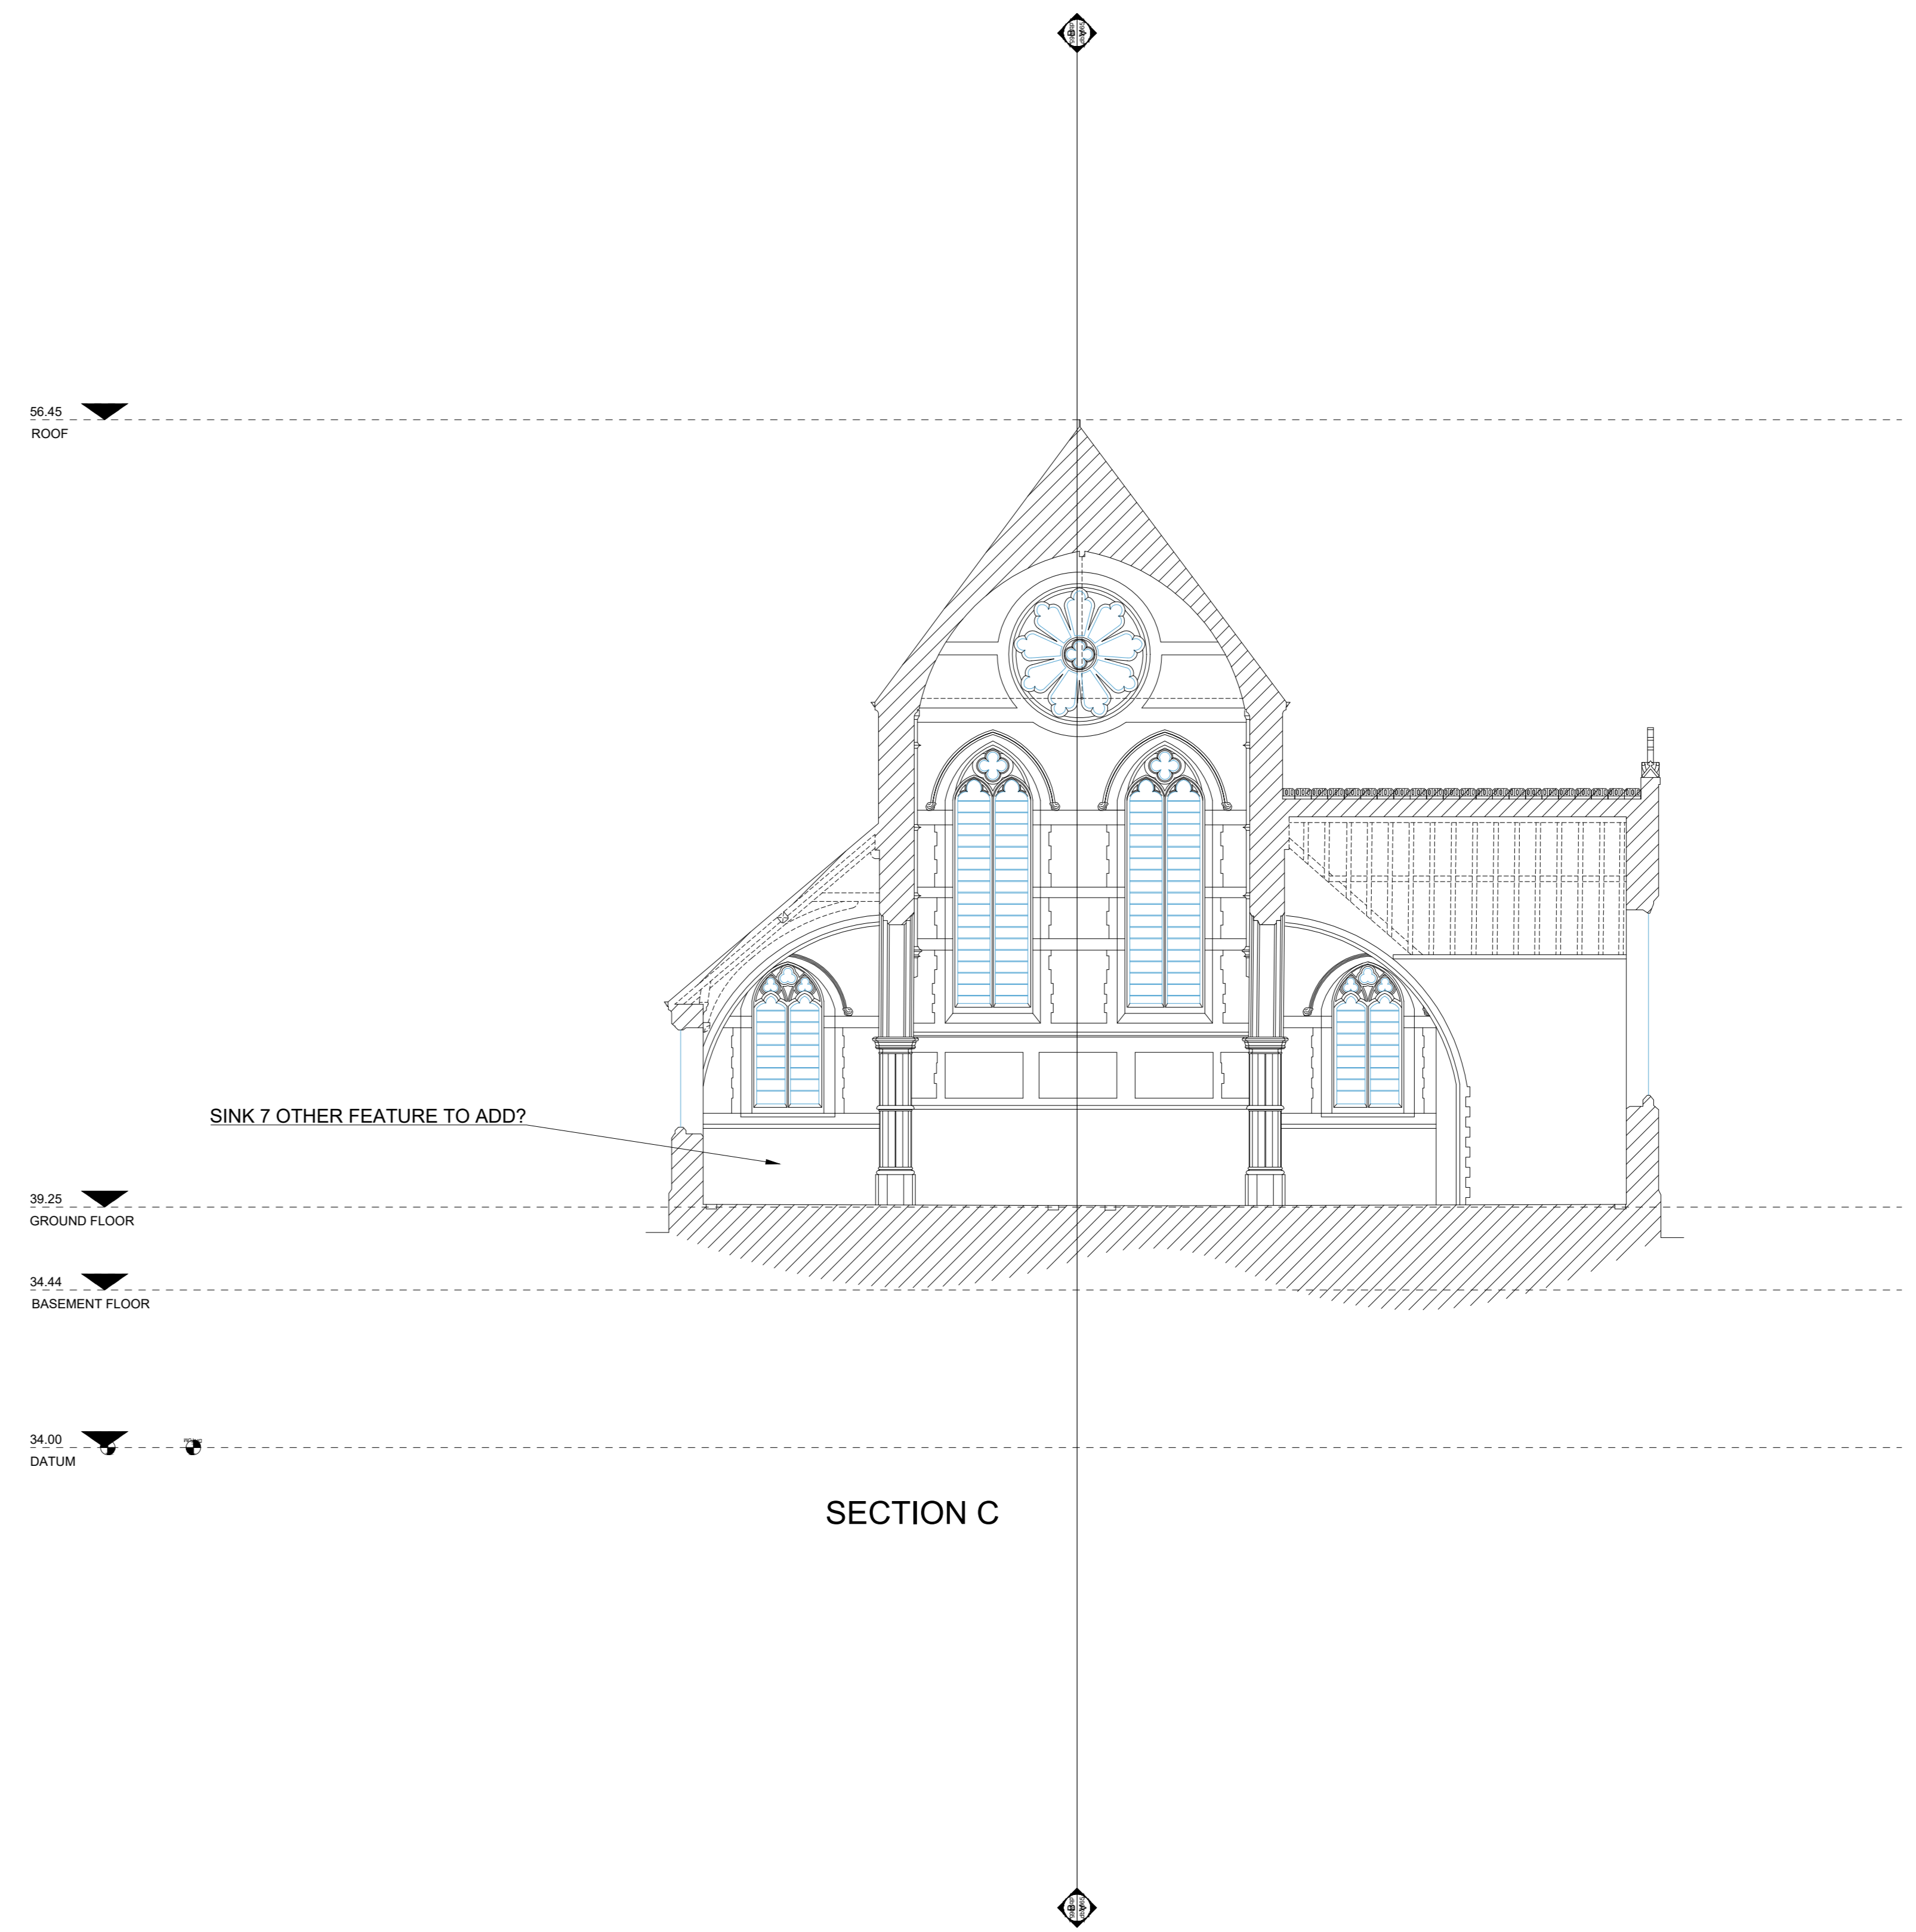 B A
56.45
ROOF
SINK 7 OTHER FEATURE TO ADD?
39.25
GROUND FLOOR
34.44
BASEMENT FLOOR
34.00
DATUM
SECTION C
B A